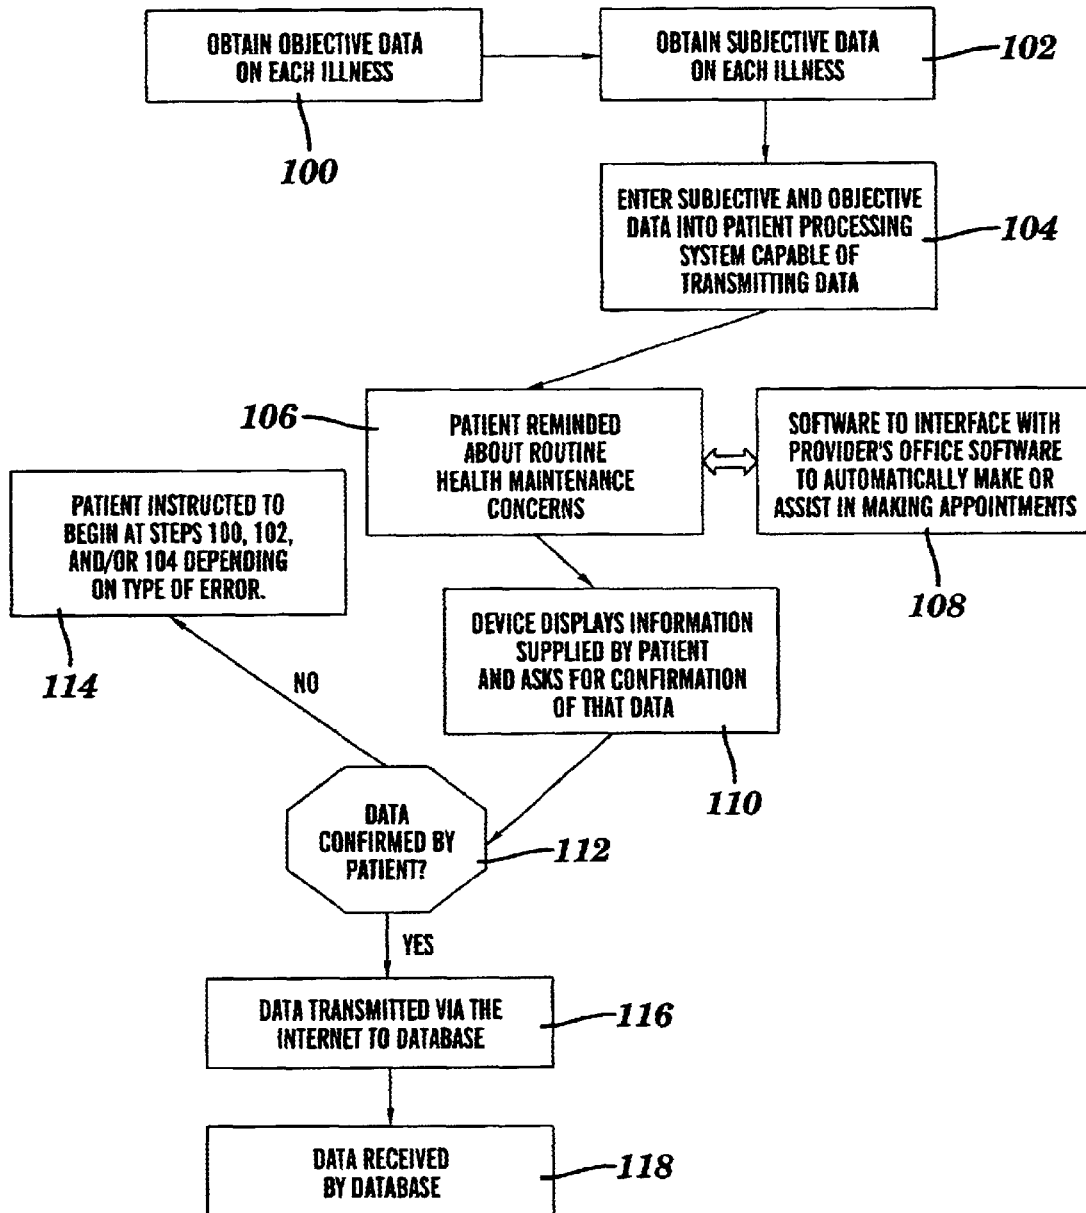 OBTAIN OBJECTIVE DATA
ON EACH ILLNESS
100
OBTAIN SUBJECTIVE DATA
ON EACH ILLNESS
102
ENTER SUBJECTIVE AND OBJECTIVE
DATA INTO PATIENT PROCESSING
SYSTEM CAPABLE OF
TRANSMITTING DATA
104
106
PATIENT REMINDED
ABOUT ROUTINE
HEALTH MAINTENANCE
CONCERNS
SOFTWARE TO INTERFACE WITH
PROVIDER'S OFFICE SOFTWARE
TO AUTOMATICALLY MAKE OR
ASSIST IN MAKING APPOINTMENTS
108
PATIENT INSTRUCTED TO
BEGIN AT STEPS 100, 102,
AND/OR 104 DEPENDING
ON TYPE OF ERROR.
114
DEVICE DISPLAYS INFORMATION
SUPPLIED BY PATIENT
AND ASKS FOR CONFIRMATION
OF THAT DATA
110
NO
DATA
CONFIRMED BY
PATIENT?
112
YES
DATA TRANSMITTED VIA THE
INTERNET TO DATABASE
116
DATA RECEIVED
BY DATABASE
118